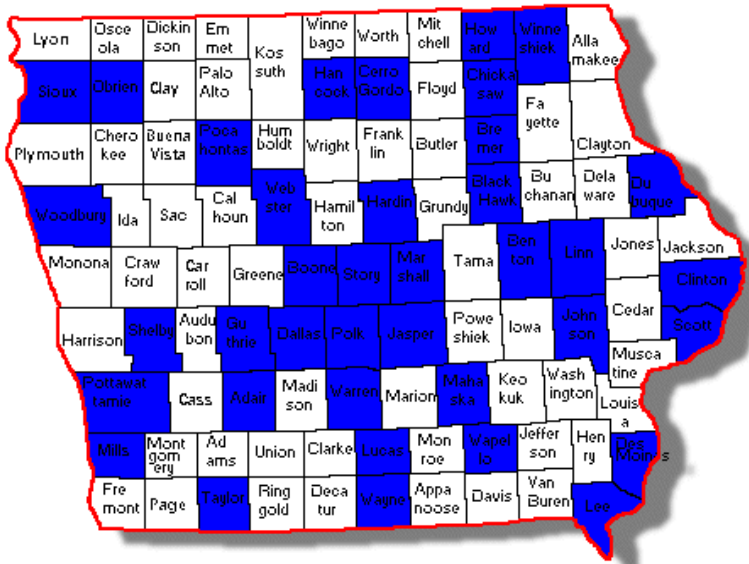 Lyon
Osce
ola
Dickin
son
Em
met
Kos
suth
Winne
bago
Worth
Mit
chell
How
ard
Winne
shiek
Alla
makee
Sioux
Obrien
Clay
Palo
Alto
Han
cock
Cerro
Gordo
Floyd
Chicka
saw
Fa
yette
Clayton
Plymouth
Chero
kee
Buena
Vista
Poca
hontas
Hum
boldt
Wright
Frank
lin
Butler
Bre
mer
Woodbury
Ida
Sac
Cal
houn
Web
ster
Hamil
ton
Hardin
Grundy
Black
Hawk
Bu
chanan
Dela
ware
Du
buque
Monona
Craw
ford
Car
roll
Greene
Boone
Story
Mar
shall
Tama
Ben
ton
Linn
Jones
Jackson
Clinton
Harrison
Shelby
Audu
bon
Gu
thrie
Dallas
Polk
Jasper
Powe
shiek
Iowa
John
son
Cedar
Scott
Musca
tine
Pottawat
tamie
Cass
Adair
Madi
son
Warren
Marion
Maha
ska
Keo
kuk
Wash
ington
Louis
a
Mills
Mont
gom
ery
Ad
ams
Union
Clarke
Lucas
Mon
roe
Wapel
lo
Jeffer
son
Hen
ry
Des
Moines
Fre
mont
Page
Taylor
Ring
gold
Deca
tur
Wayne
Appa
noose
Davis
Van
Buren
Lee